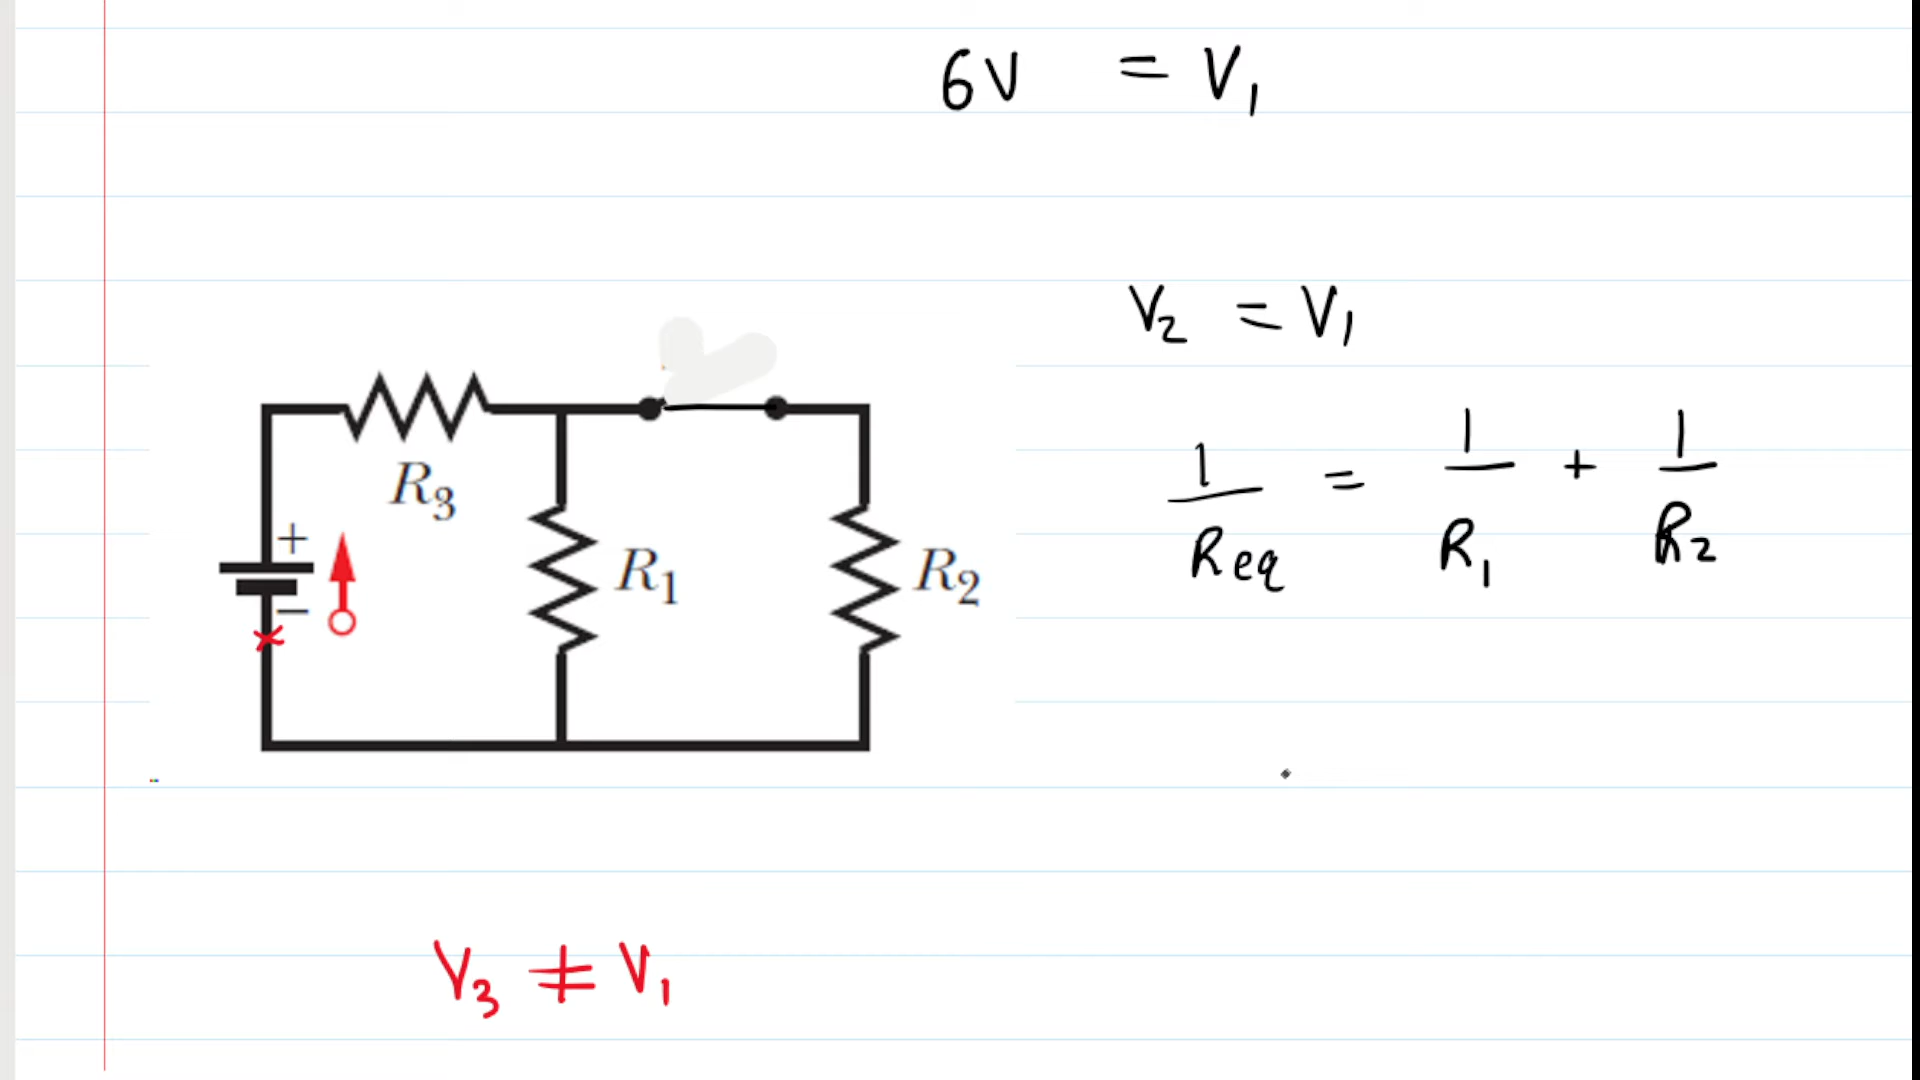 6V = V₁
V₂ = V₁
R₃
1/Req = 1/R₁ + 1/R₂
+
R₁
R₂
−
V₃ ≠ V₁